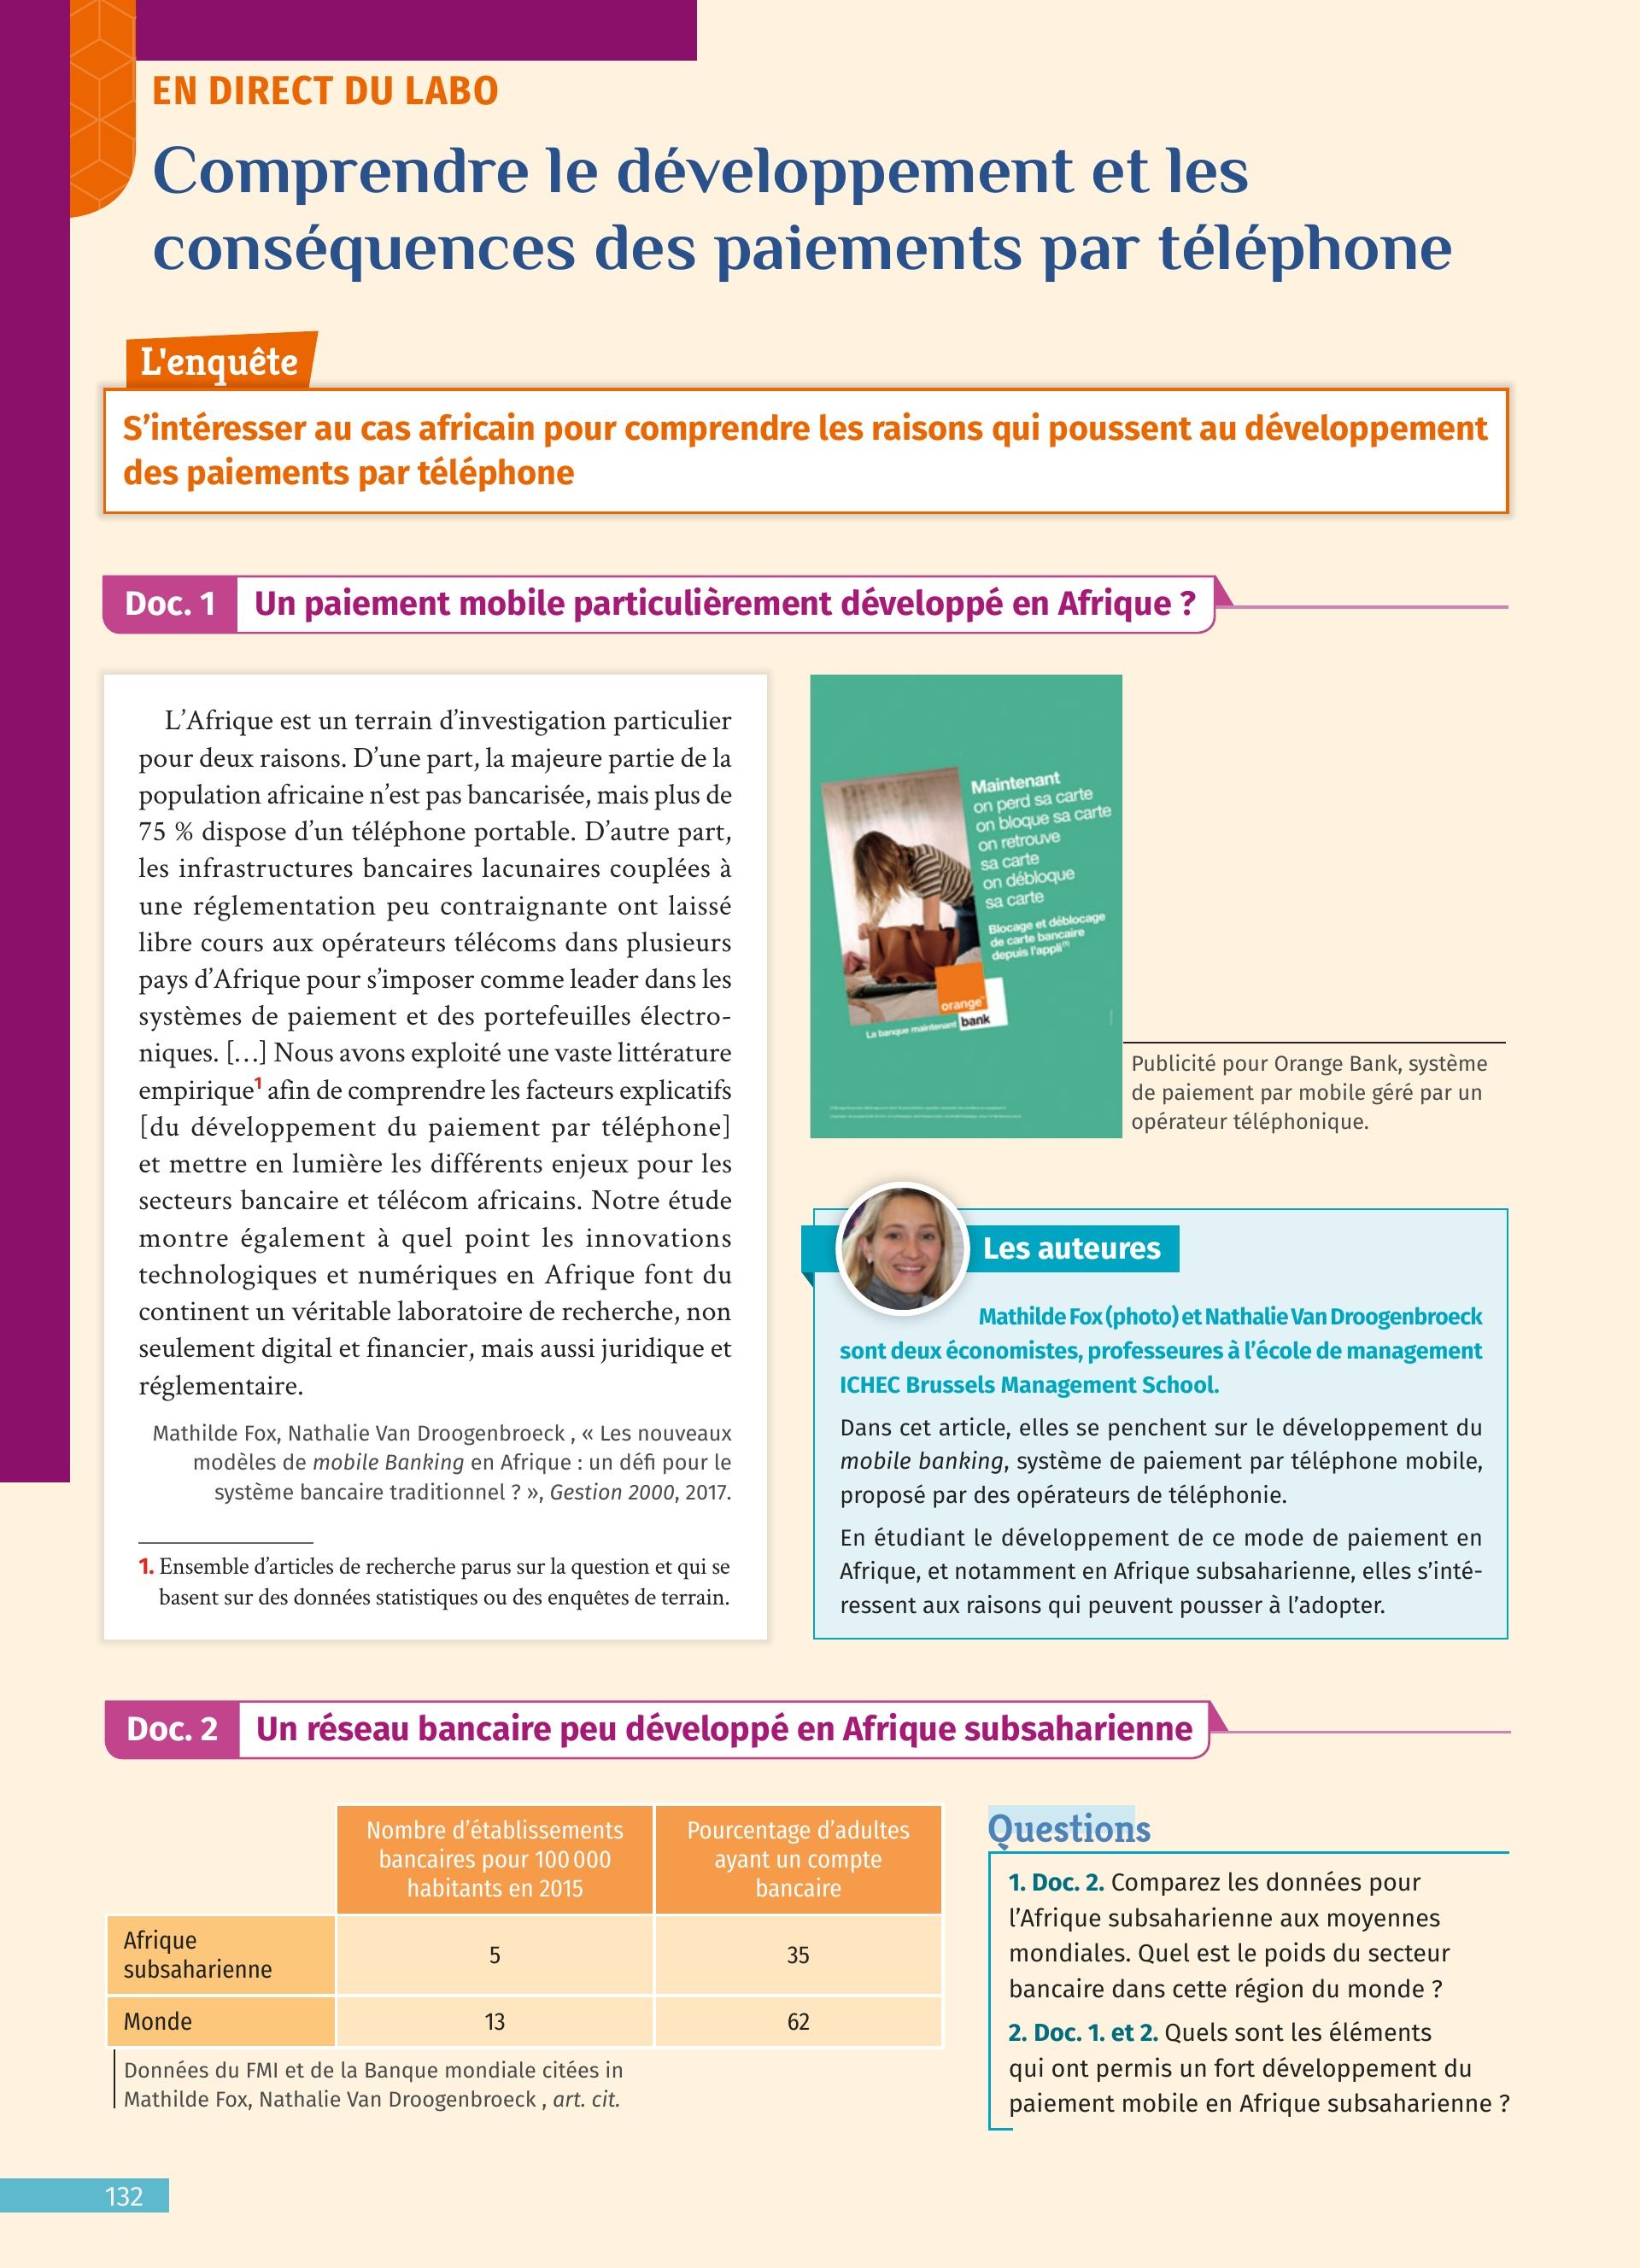 EN DIRECT DU LABO
Comprendre le développement et les
conséquences des paiements par téléphone
L'enquête
S’intéresser au cas africain pour comprendre les raisons qui poussent au développement
des paiements par téléphone
Doc. 1 Un paiement mobile particulièrement développé en Afrique ?
L’Afrique est un terrain d’investigation particulier
pour deux raisons. D’une part, la majeure partie de la
population africaine n’est pas bancarisée, mais plus de
75 % dispose d’un téléphone portable. D’autre part,
les infrastructures bancaires lacunaires couplées à
une réglementation peu contraignante ont laissé
libre cours aux opérateurs télécoms dans plusieurs
pays d’Afrique pour s’imposer comme leader dans les
systèmes de paiement et des portefeuilles électro-
niques. […] Nous avons exploité une vaste littérature
empirique1 afin de comprendre les facteurs explicatifs
[du développement du paiement par téléphone]
et mettre en lumière les différents enjeux pour les
secteurs bancaire et télécom africains. Notre étude
montre également à quel point les innovations
technologiques et numériques en Afrique font du
continent un véritable laboratoire de recherche, non
seulement digital et financier, mais aussi juridique et
réglementaire.
Mathilde Fox, Nathalie Van Droogenbroeck , « Les nouveaux
modèles de mobile Banking en Afrique : un défi pour le
système bancaire traditionnel ? », Gestion 2000, 2017.
1. Ensemble d’articles de recherche parus sur la question et qui se
basent sur des données statistiques ou des enquêtes de terrain.
Maintenant
on perd sa carte
on bloque sa carte
on retrouve
sa carte
on débloque
sa carte
Blocage et déblocage
de carte bancaire
depuis l'appli(1)
orange
La banque maintenant bank
Publicité pour Orange Bank, système
de paiement par mobile géré par un
opérateur téléphonique.
Les auteures
Mathilde Fox (photo) et Nathalie Van Droogenbroeck
sont deux économistes, professeures à l’école de management
ICHEC Brussels Management School.
Dans cet article, elles se penchent sur le développement du
mobile banking, système de paiement par téléphone mobile,
proposé par des opérateurs de téléphonie.
En étudiant le développement de ce mode de paiement en
Afrique, et notamment en Afrique subsaharienne, elles s’inté-
ressent aux raisons qui peuvent pousser à l’adopter.
Doc. 2 Un réseau bancaire peu développé en Afrique subsaharienne
Nombre d’établissements
bancaires pour 100 000
habitants en 2015
Pourcentage d’adultes
ayant un compte
bancaire
Afrique
subsaharienne
5
35
Monde
13
62
Données du FMI et de la Banque mondiale citées in
Mathilde Fox, Nathalie Van Droogenbroeck , art. cit.
Questions
1. Doc. 2. Comparez les données pour
l’Afrique subsaharienne aux moyennes
mondiales. Quel est le poids du secteur
bancaire dans cette région du monde ?
2. Doc. 1. et 2. Quels sont les éléments
qui ont permis un fort développement du
paiement mobile en Afrique subsaharienne ?
132